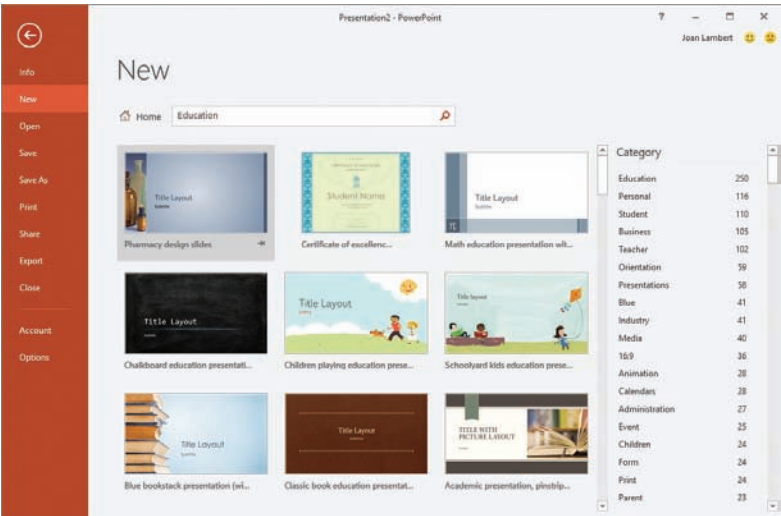 Presentation2 - PowerPoint
?
Joan Lambert
Info
New
Open
Save
Save As
Print
Share
Export
Close
Account
Options
New
Home
Education
Title Layout
Subtitle
Pharmacy design slides
Student Name
Certificate of excellenc...
Title Layout
Subtitle
π
Math education presentation wit...
Title Layout
Chalkboard education presentati...
Title Layout
Children playing education prese...
Title layout
Schoolyard kids education prese...
Title Layout
Subtitle
Blue bookstack presentation (wi...
Title Layout
Classic book education presentat...
TITLE WITH
PICTURE LAYOUT
Academic presentation, pinstrip...
Category
Education 250
Personal 116
Student 110
Business 105
Teacher 102
Orientation 59
Presentations 58
Blue 41
Industry 41
Media 40
16:9 36
Animation 28
Calendars 28
Administration 27
Event 25
Children 24
Form 24
Print 24
Parent 23